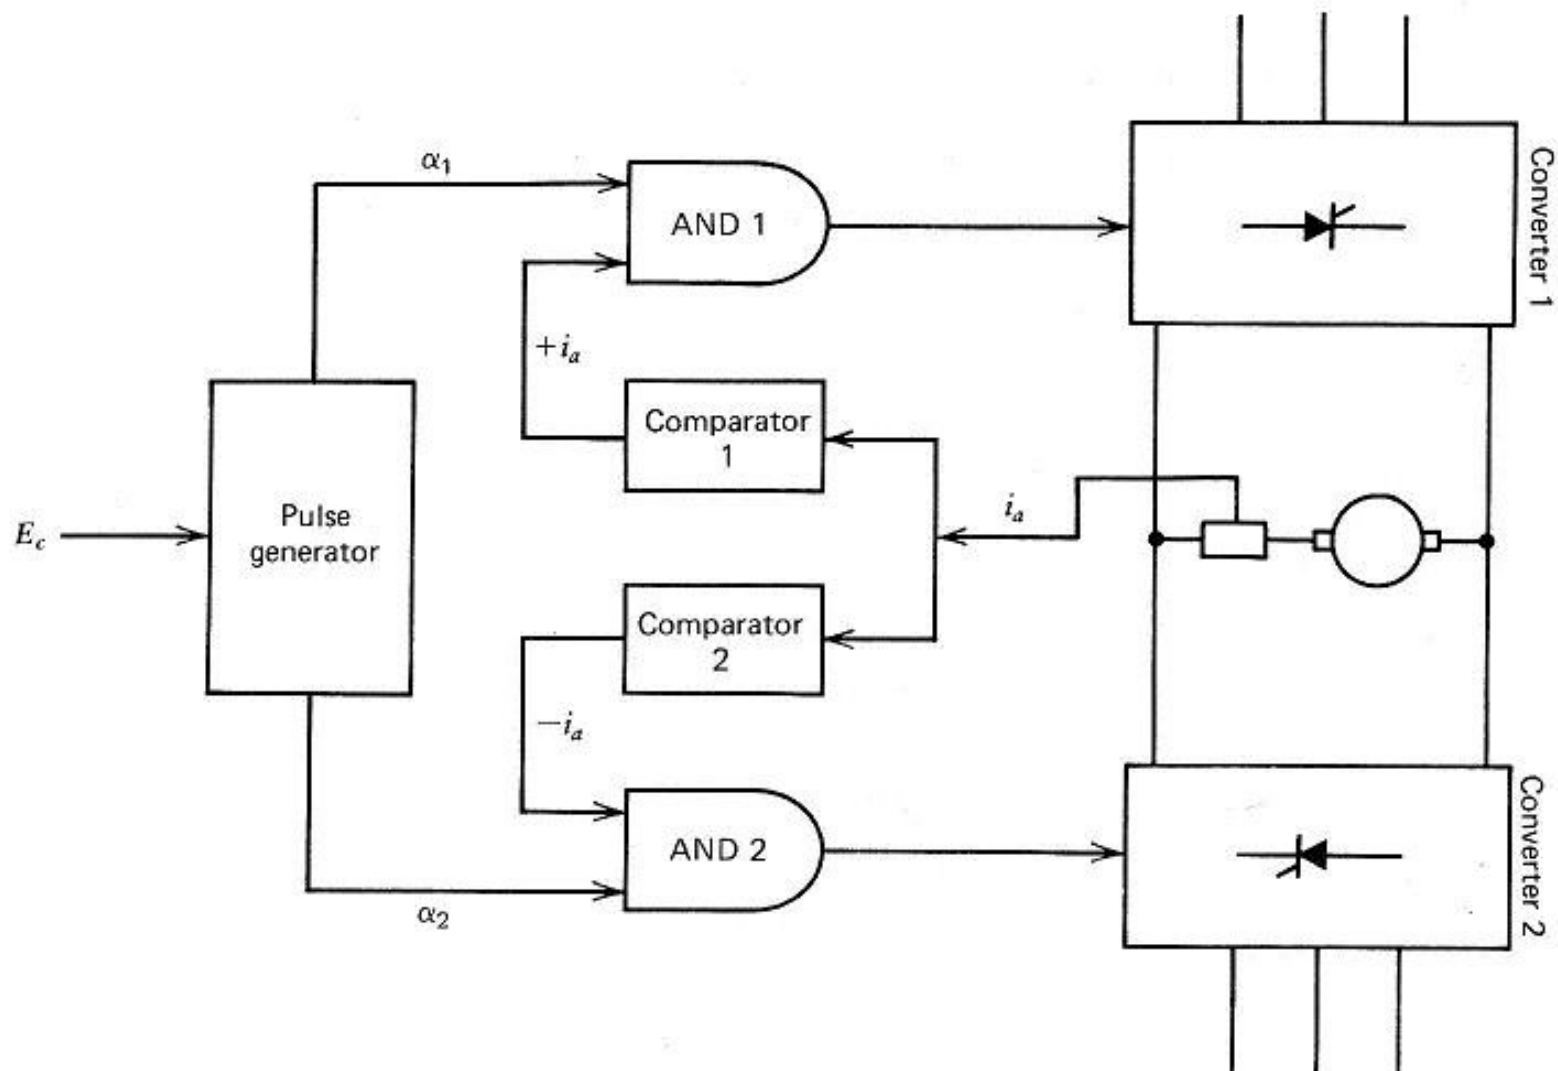 α₁
AND 1
Converter 1
+iₐ
Comparator
1
Pulse
generator
E_c
iₐ
Comparator
2
−iₐ
AND 2
Converter 2
α₂